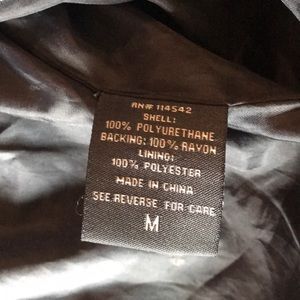 RN# 114542
SHELL:
100% POLYURETHANE
BACKING: 100% RAYON
LINING:
100% POLYESTER
MADE IN CHINA
SEE REVERSE FOR CARE
M